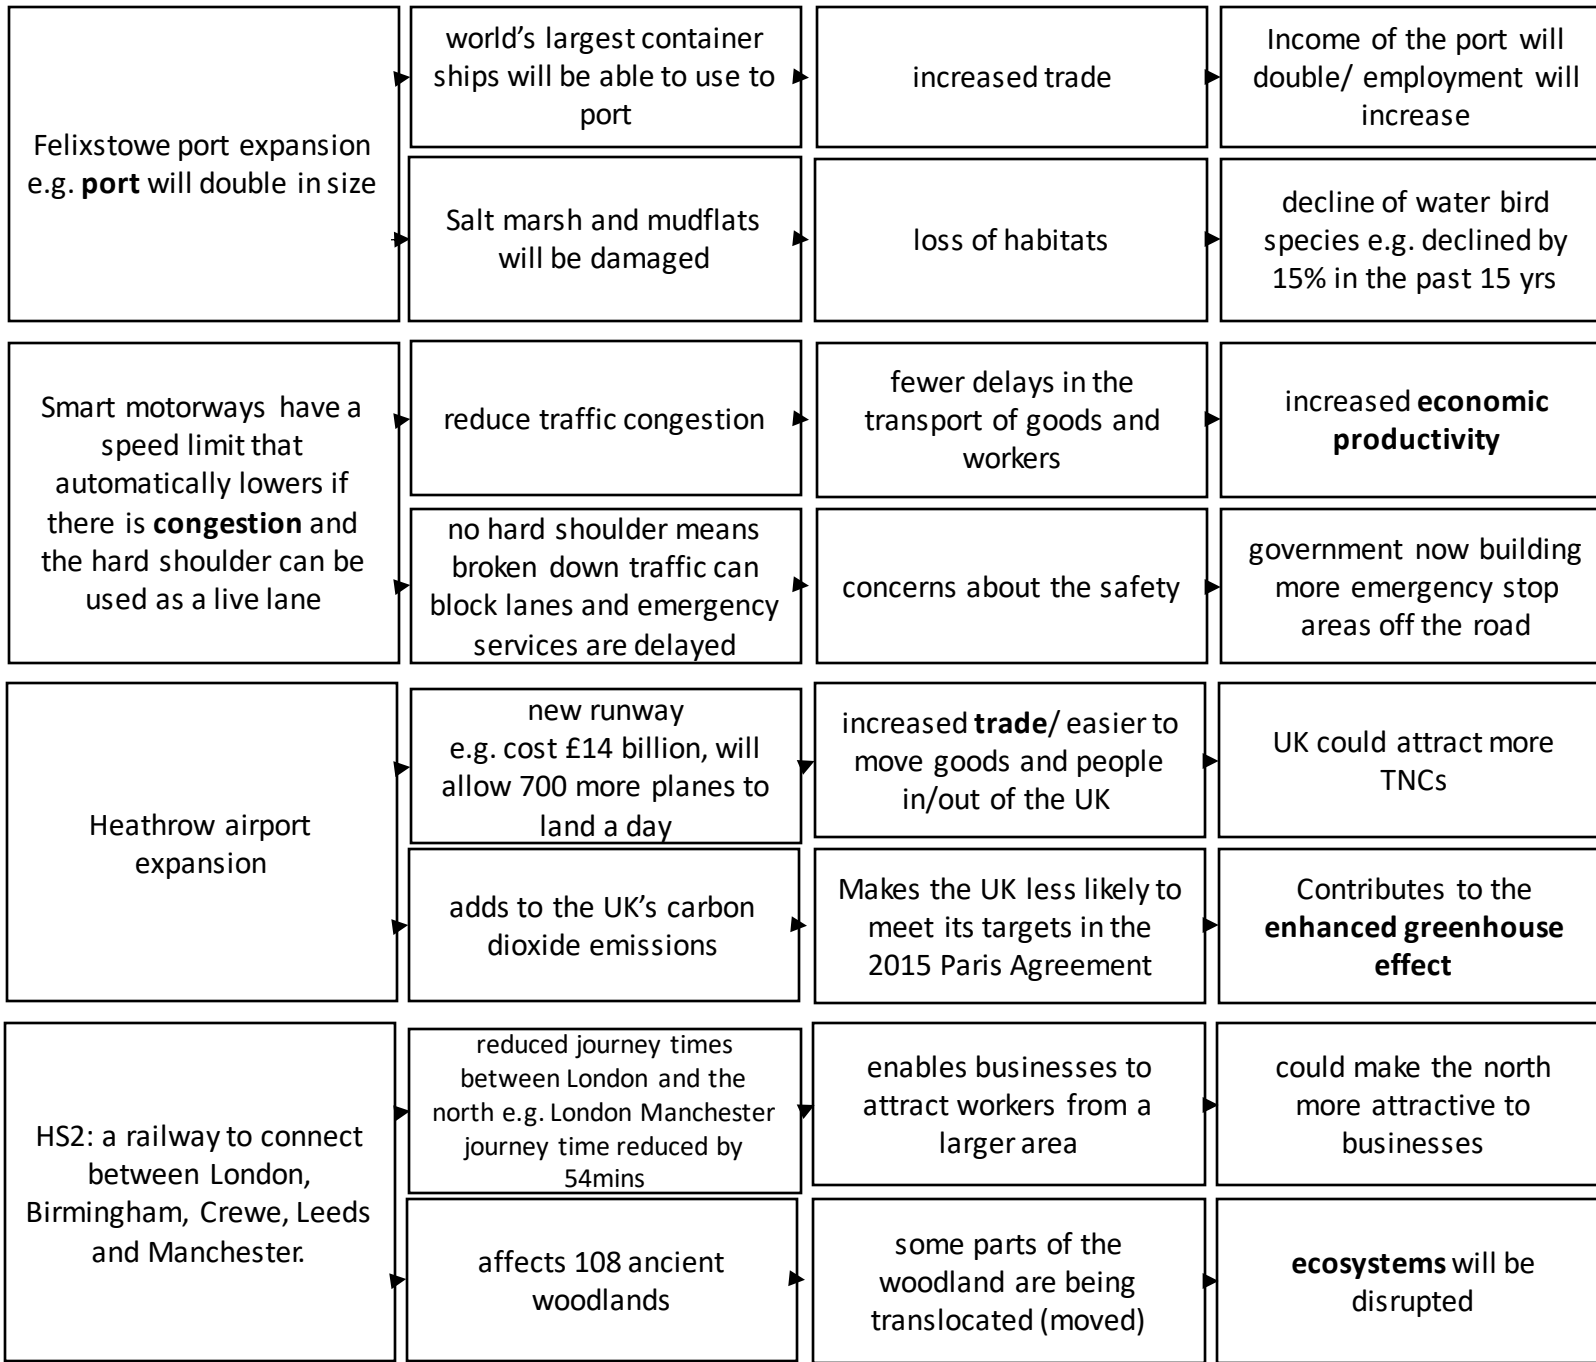 Felixstowe port expansion
e.g. port will double in size
world's largest container
ships will be able to use to
port
increased trade
Income of the port will
double/ employment will
increase
Salt marsh and mudflats
will be damaged
loss of habitats
decline of water bird
species e.g. declined by
15% in the past 15 yrs
Smart motorways have a
speed limit that
automatically lowers if
there is congestion and
the hard shoulder can be
used as a live lane
reduce traffic congestion
fewer delays in the
transport of goods and
workers
increased economic
productivity
no hard shoulder means
broken down traffic can
block lanes and emergency
services are delayed
concerns about the safety
government now building
more emergency stop
areas off the road
Heathrow airport
expansion
new runway
e.g. cost £14 billion, will
allow 700 more planes to
land a day
increased trade/ easier to
move goods and people
in/out of the UK
UK could attract more
TNCs
adds to the UK's carbon
dioxide emissions
Makes the UK less likely to
meet its targets in the
2015 Paris Agreement
Contributes to the
enhanced greenhouse
effect
HS2: a railway to connect
between London,
Birmingham, Crewe, Leeds
and Manchester.
reduced journey times
between London and the
north e.g. London Manchester
journey time reduced by
54mins
enables businesses to
attract workers from a
larger area
could make the north
more attractive to
businesses
affects 108 ancient
woodlands
some parts of the
woodland are being
translocated (moved)
ecosystems will be
disrupted